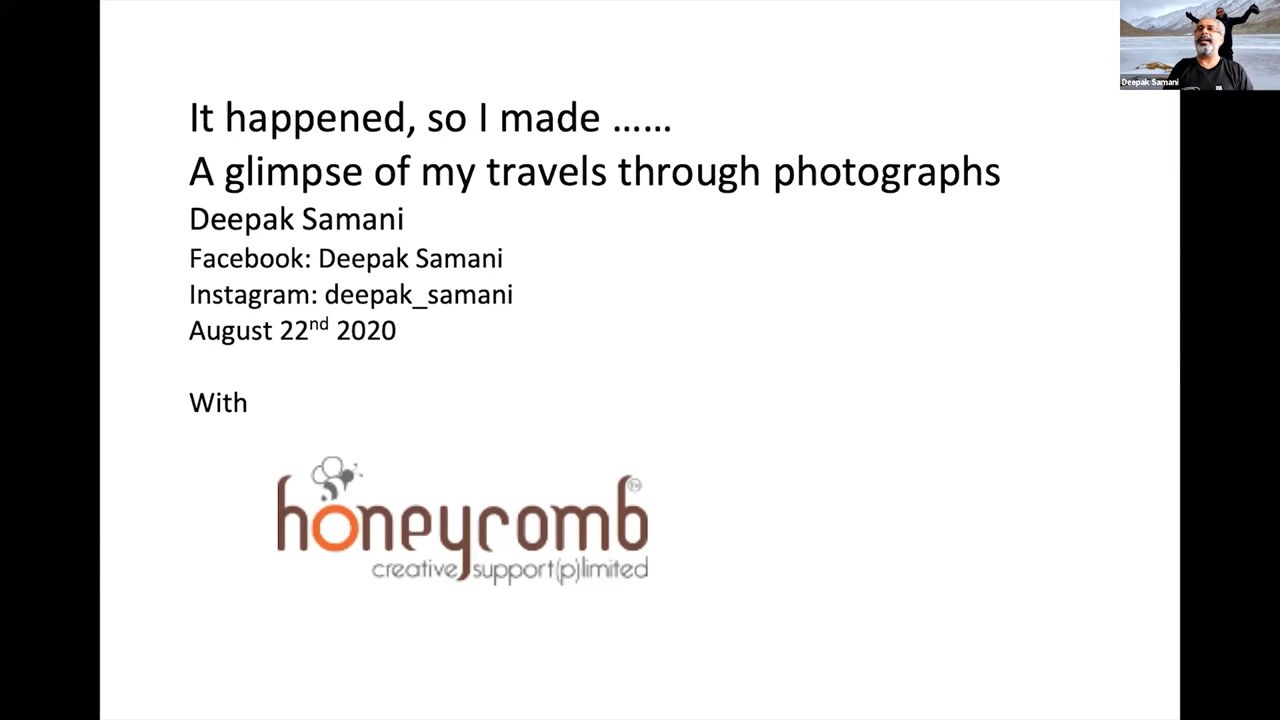 It happened, so I made ......
A glimpse of my travels through photographs
Deepak Samani
Facebook: Deepak Samani
Instagram: deepak_samani
August 22nd 2020
With
honeycomb
creative support(p)limited
Deepak Samani